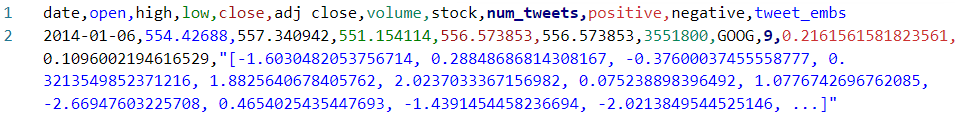 1 date,open,high,low,close,adj close,volume,stock,num_tweets,positive,negative,tweet_embs
2 2014-01-06,554.42688,557.340942,551.154114,556.573853,556.573853,3551800,GOOG,9,0.2161561581823561,
0.1096002194616529,"[-1.6030482053756714, 0.28848686814308167, -0.37600037455558777, 0.
3213549852371216, 1.8825640678405762, 2.0237033367156982, 0.075238898396492, 1.0776742696762085,
-2.66947603225708, 0.4654025435447693, -1.4391454458236694, -2.0213849544525146, ...]"